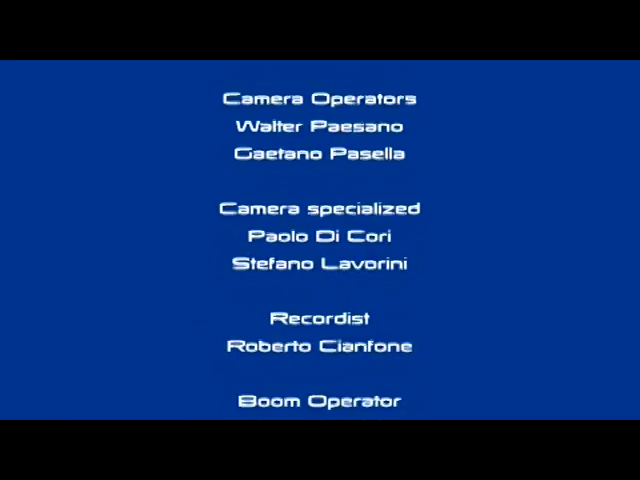 Camera Operators
Walter Paesano
Gaetano Pasella
Camera specialized
Paolo Di Cori
Stefano Lavorini
Recordist
Roberto Cianfone
Boom Operator